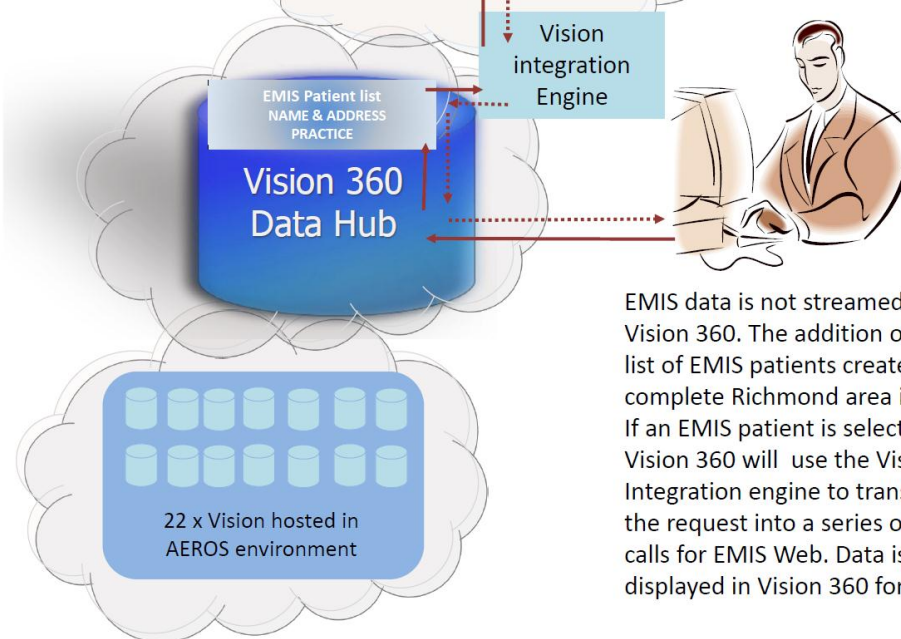 Vision
integration
Engine
EMIS Patient list
NAME & ADDRESS
PRACTICE
Vision 360
Data Hub
EMIS data is not streamed
Vision 360. The addition o
list of EMIS patients create
complete Richmond area i
If an EMIS patient is select
Vision 360 will use the Vis
Integration engine to trans
the request into a series o
calls for EMIS Web. Data is
displayed in Vision 360 for
22 x Vision hosted in
AEROS environment